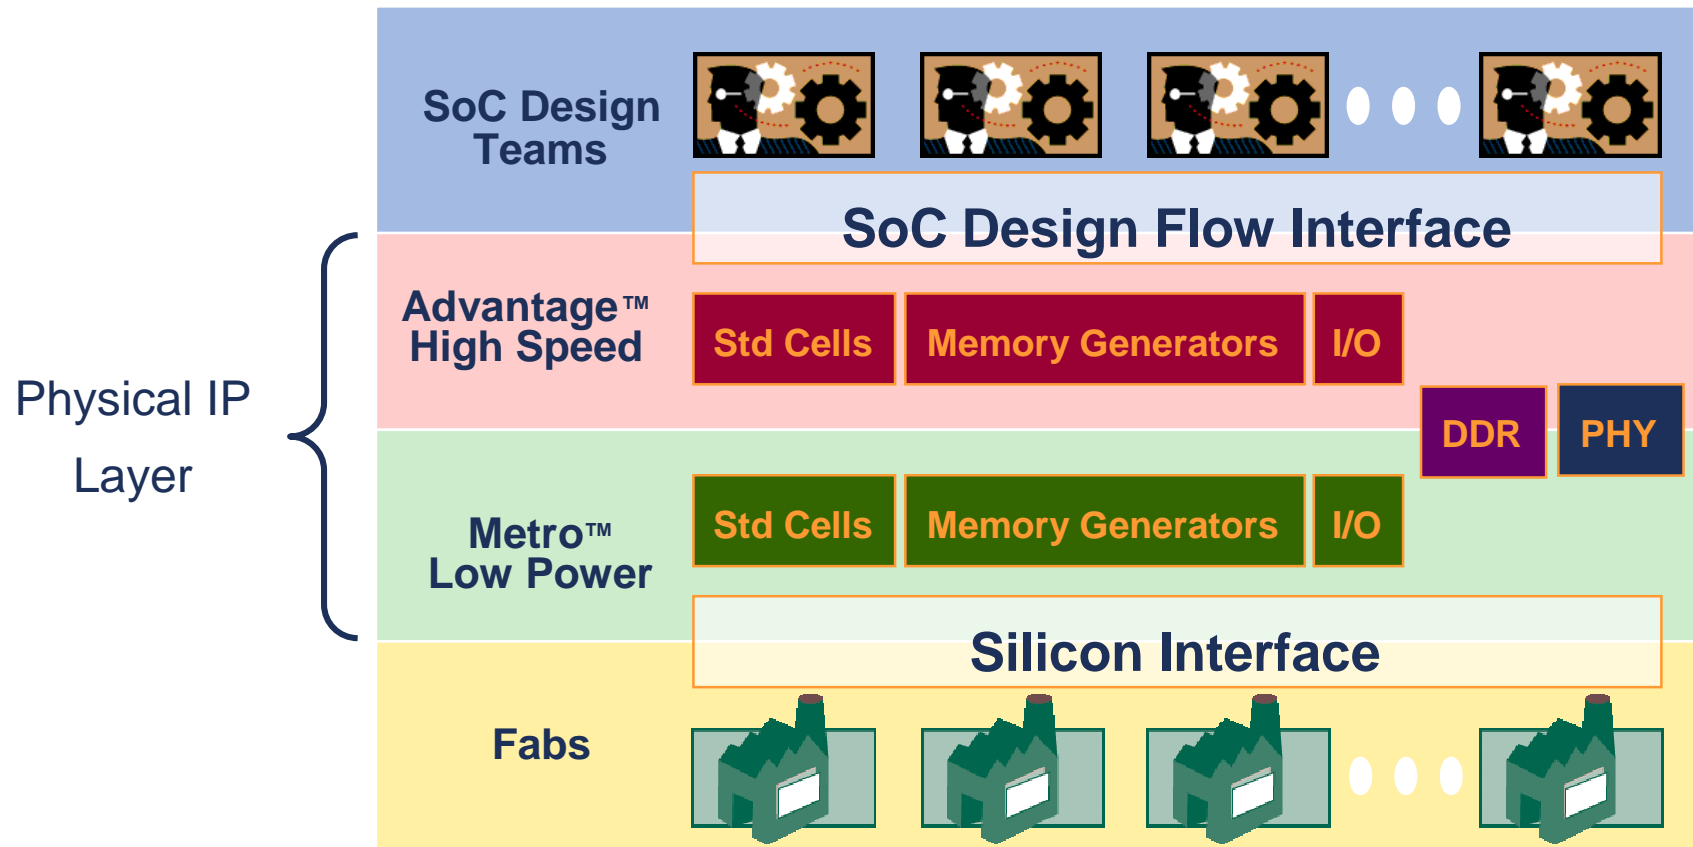 SoC Design
Teams
SoC Design Flow Interface
Physical IP
Layer
Advantage™
High Speed
Std Cells
Memory Generators
I/O
DDR
PHY
Metro™
Low Power
Std Cells
Memory Generators
I/O
Silicon Interface
Fabs